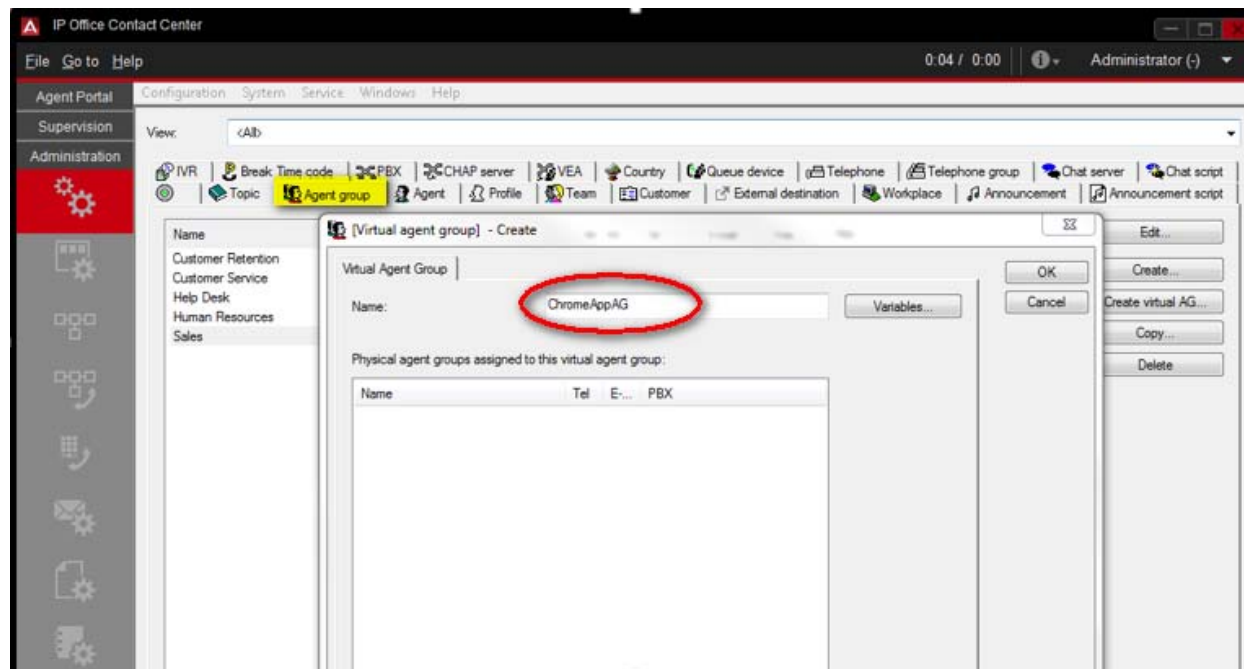 IP Office Contact Center
File Go to Help 0:04 / 0:00 Administrator (-)
Agent Portal Configuration System Service Windows Help
Supervision View: <All>
Administration
IVR Break Time code PBX CHAP server VEA Country Queue device Telephone Telephone group Chat server Chat script
Topic Agent group Agent Profile Team Customer External destination Workplace Announcement Announcement script
Name
Customer Retention
Customer Service
Help Desk
Human Resources
Sales
[Virtual agent group] - Create
Virtual Agent Group
Name: ChromeAppAG Variables...
Physical agent groups assigned to this virtual agent group:
Name Tel E-... PBX
OK
Cancel
Edit...
Create...
Create virtual AG...
Copy...
Delete